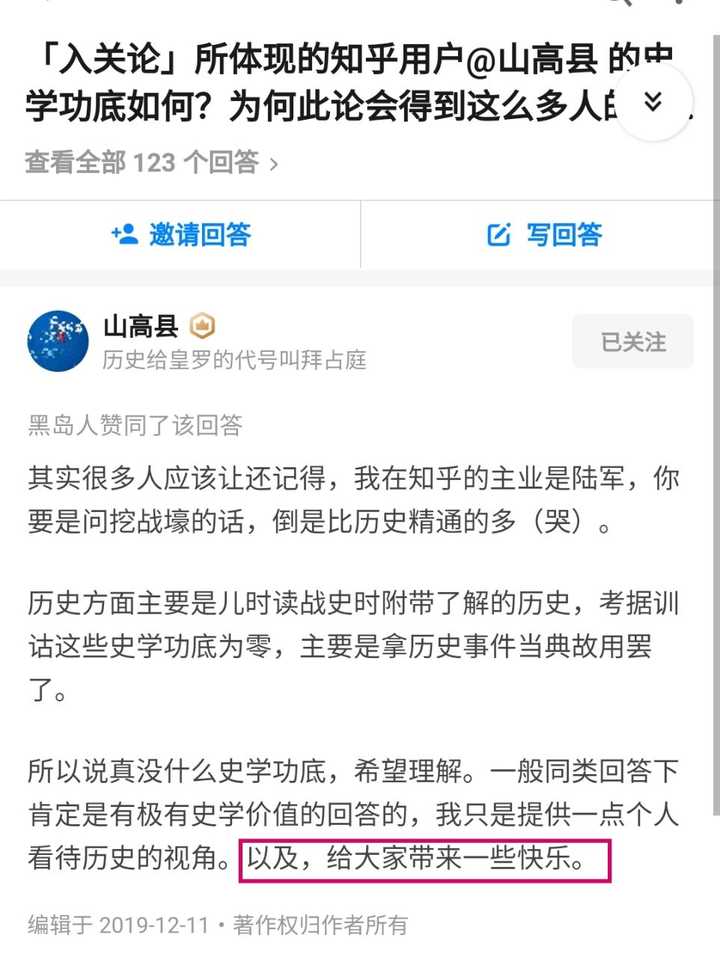 「入关论」所体现的知乎用户@山高县 的史
学功底如何？为何此论会得到这么多人
查看全部 123 个回答 >
邀请回答
写回答
山高县
历史给皇罗的代号叫拜占庭
已关注
黑岛人赞同了该回答
其实很多人应该让还记得，我在知乎的主业是陆军，你
要是问挖战壕的话，倒是比历史精通的多（哭）。
历史方面主要是儿时读战史时附带了解的历史，考据训
诂这些史学功底为零，主要是拿历史事件当典故用罢
了。
所以说真没什么史学功底，希望理解。一般同类回答下
肯定是有极有史学价值的回答的，我只是提供一点个人
看待历史的视角。以及，给大家带来一些快乐。
编辑于 2019-12-11・著作权归作者所有